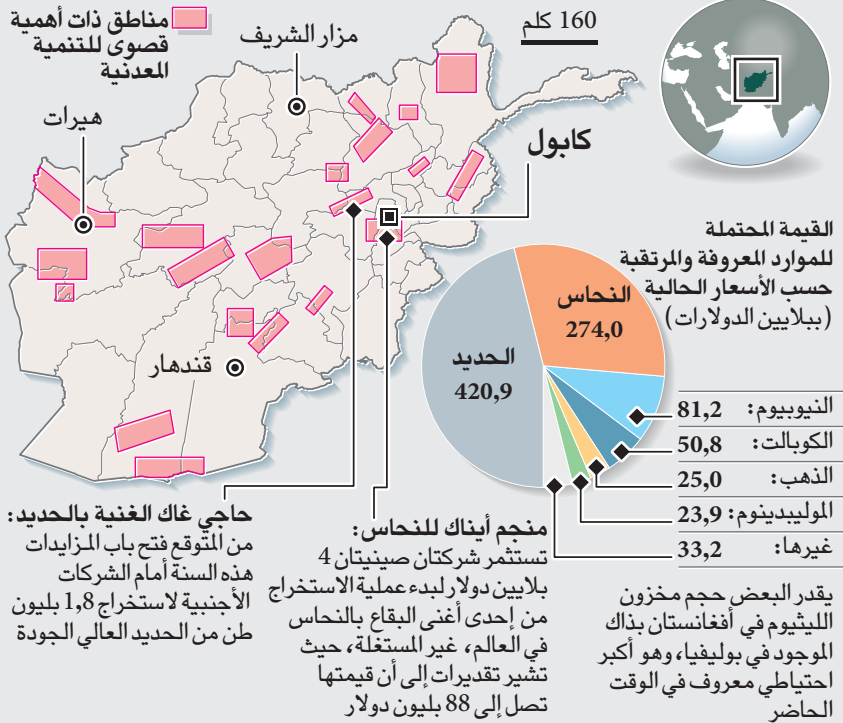 مناطق ذات أهمية
قصوى للتنمية
المعدنية
160 كلم
مزار الشريف
هيرات
كابول
قندهار
القيمة المحتملة
للموارد المعروفة والمرتقبة
حسب الأسعار الحالية
(ببلايين الدولارات)
النحاس
274,0
الحديد
420,9
النيوبيوم: 81,2
الكوبالت: 50,8
الذهب: 25,0
الموليبدينوم: 23,9
غيرها: 33,2
يقدر البعض حجم مخزون
الليثيوم في أفغانستان بذاك
الموجود في بوليفيا، وهو أكبر
احتياطي معروف في الوقت
الحاضر
منجم أيناك للنحاس:
تستثمر شركتان صينيتان 4
بلايين دولار لبدء عملية الاستخراج
من إحدى أغنى البقاع بالنحاس
في العالم، غير المستغلة، حيث
تشير تقديرات إلى أن قيمتها
تصل إلى 88 بليون دولار
حاجي غاك الغنية بالحديد:
من المتوقع فتح باب المزايدات
هذه السنة أمام الشركات
الأجنبية لاستخراج 1,8 بليون
طن من الحديد العالي الجودة